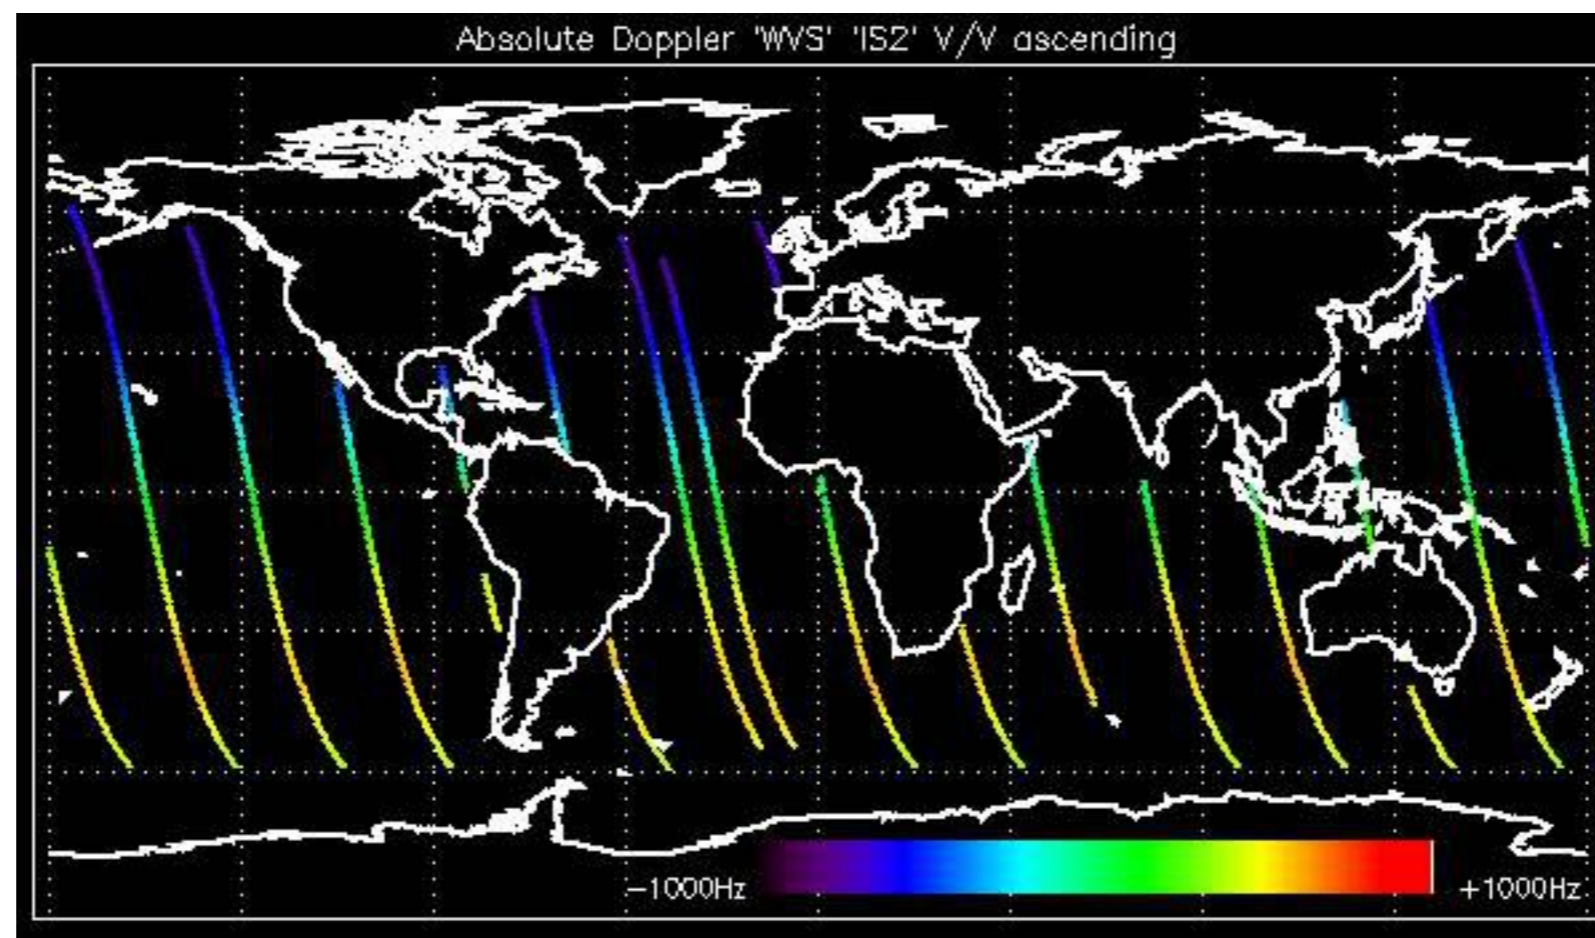 Absolute Doppler 'WVS' 'IS2' V/V ascending
−1000Hz +1000Hz